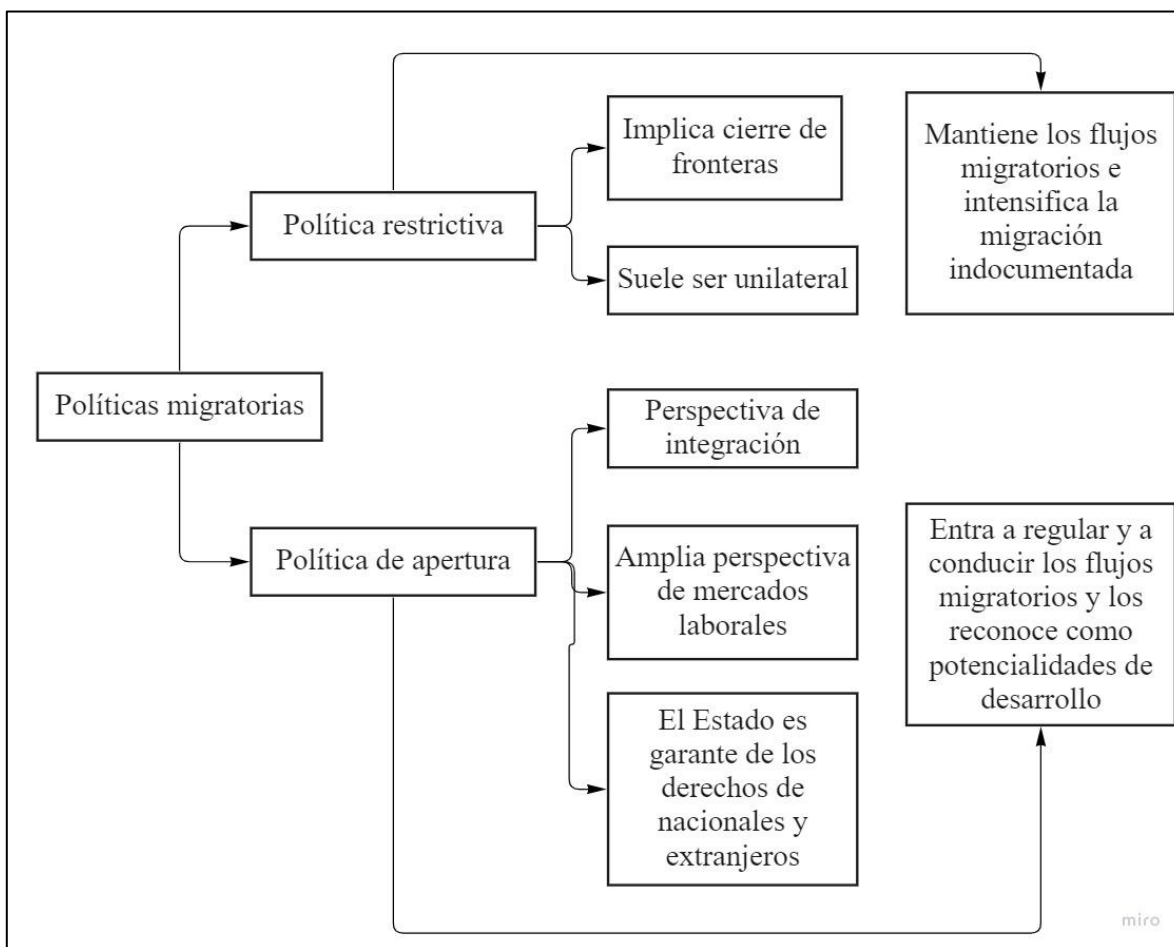 Implica cierre de
fronteras
Mantiene los flujos
migratorios e
intensifica la
migración
indocumentada
Política restrictiva
Suele ser unilateral
Políticas migratorias
Perspectiva de
integración
Política de apertura
Amplia perspectiva
de mercados
laborales
Entra a regular y a
conducir los flujos
migratorios y los
reconoce como
potencialidades de
desarrollo
El Estado es
garante de los
derechos de
nacionales y
extranjeros
miro